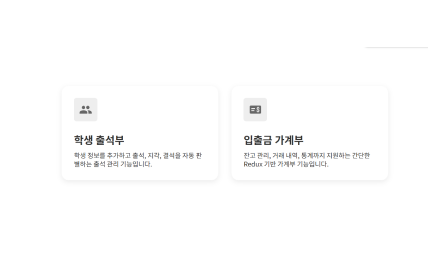 학생 출석부
학생 정보를 추가하고 출석, 지각, 결석을 자동 판
별하는 출석 관리 기능입니다.
입출금 가계부
잔고 관리, 거래 내역, 통계까지 지원하는 간단한
Redux 기반 가계부 기능입니다.